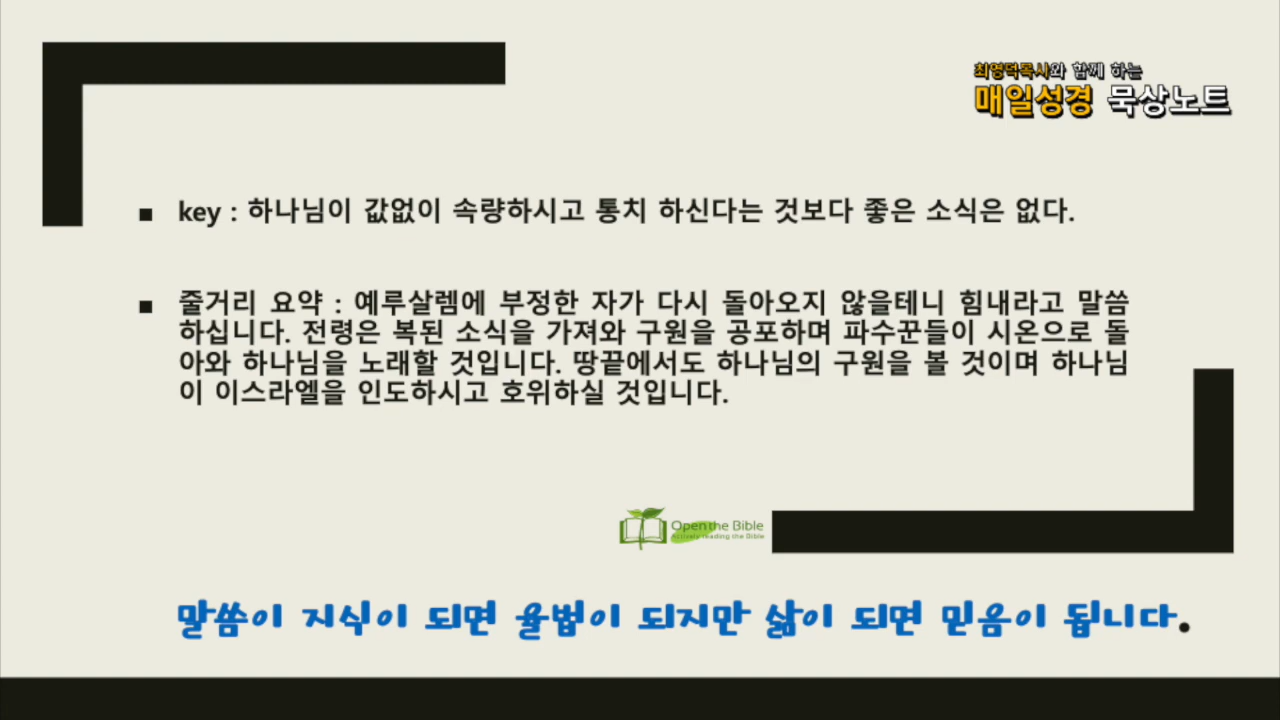 최영덕목사와 함께 하는
매일성경 묵상노트
■ key : 하나님이 값없이 속량하시고 통치 하신다는 것보다 좋은 소식은 없다.
■ 줄거리 요약 : 예루살렘에 부정한 자가 다시 돌아오지 않을테니 힘내라고 말씀
하십니다. 전령은 복된 소식을 가져와 구원을 공포하며 파수꾼들이 시온으로 돌
아와 하나님을 노래할 것입니다. 땅끝에서도 하나님의 구원을 볼 것이며 하나님
이 이스라엘을 인도하시고 호위하실 것입니다.
Open the Bible
Actively reading the Bible
말씀이 지식이 되면 율법이 되지만 삶이 되면 믿음이 됩니다.